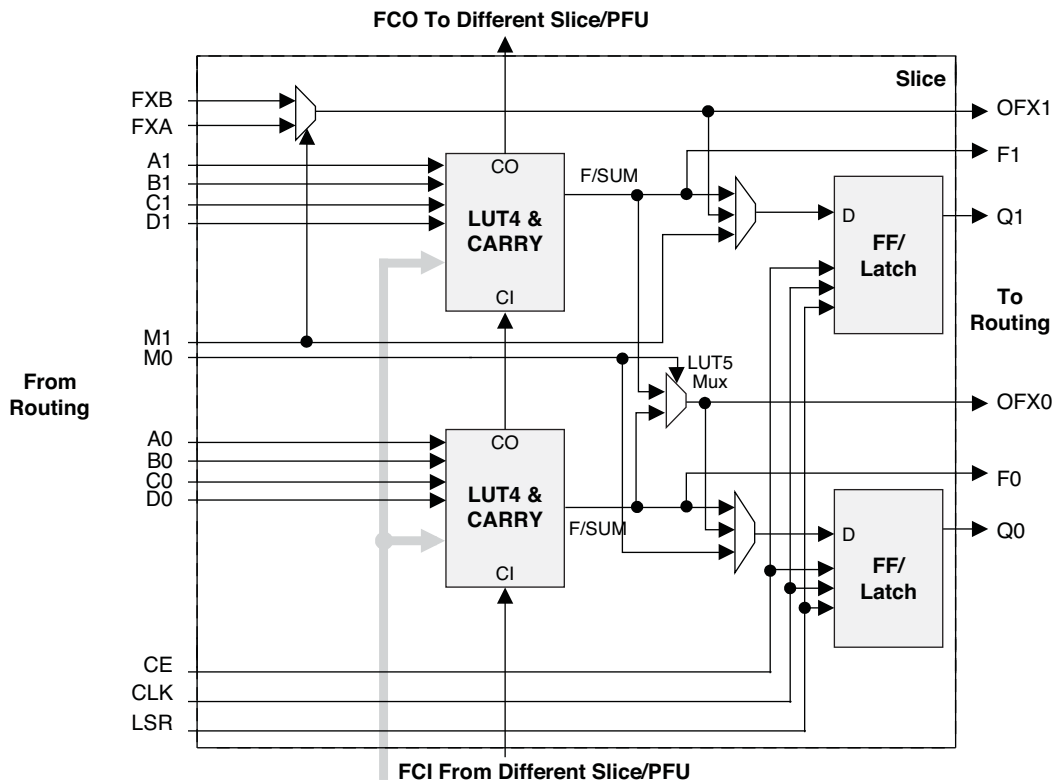 FCO To Different Slice/PFU
Slice
FXB
FXA
OFX1
F1
A1
B1
C1
D1
CO
LUT4 &
CARRY
CI
F/SUM
D
FF/
Latch
Q1
To
Routing
M1
M0
From
Routing
LUT5
Mux
OFX0
A0
B0
C0
D0
CO
LUT4 &
CARRY
CI
F/SUM
F0
D
FF/
Latch
Q0
CE
CLK
LSR
FCI From Different Slice/PFU